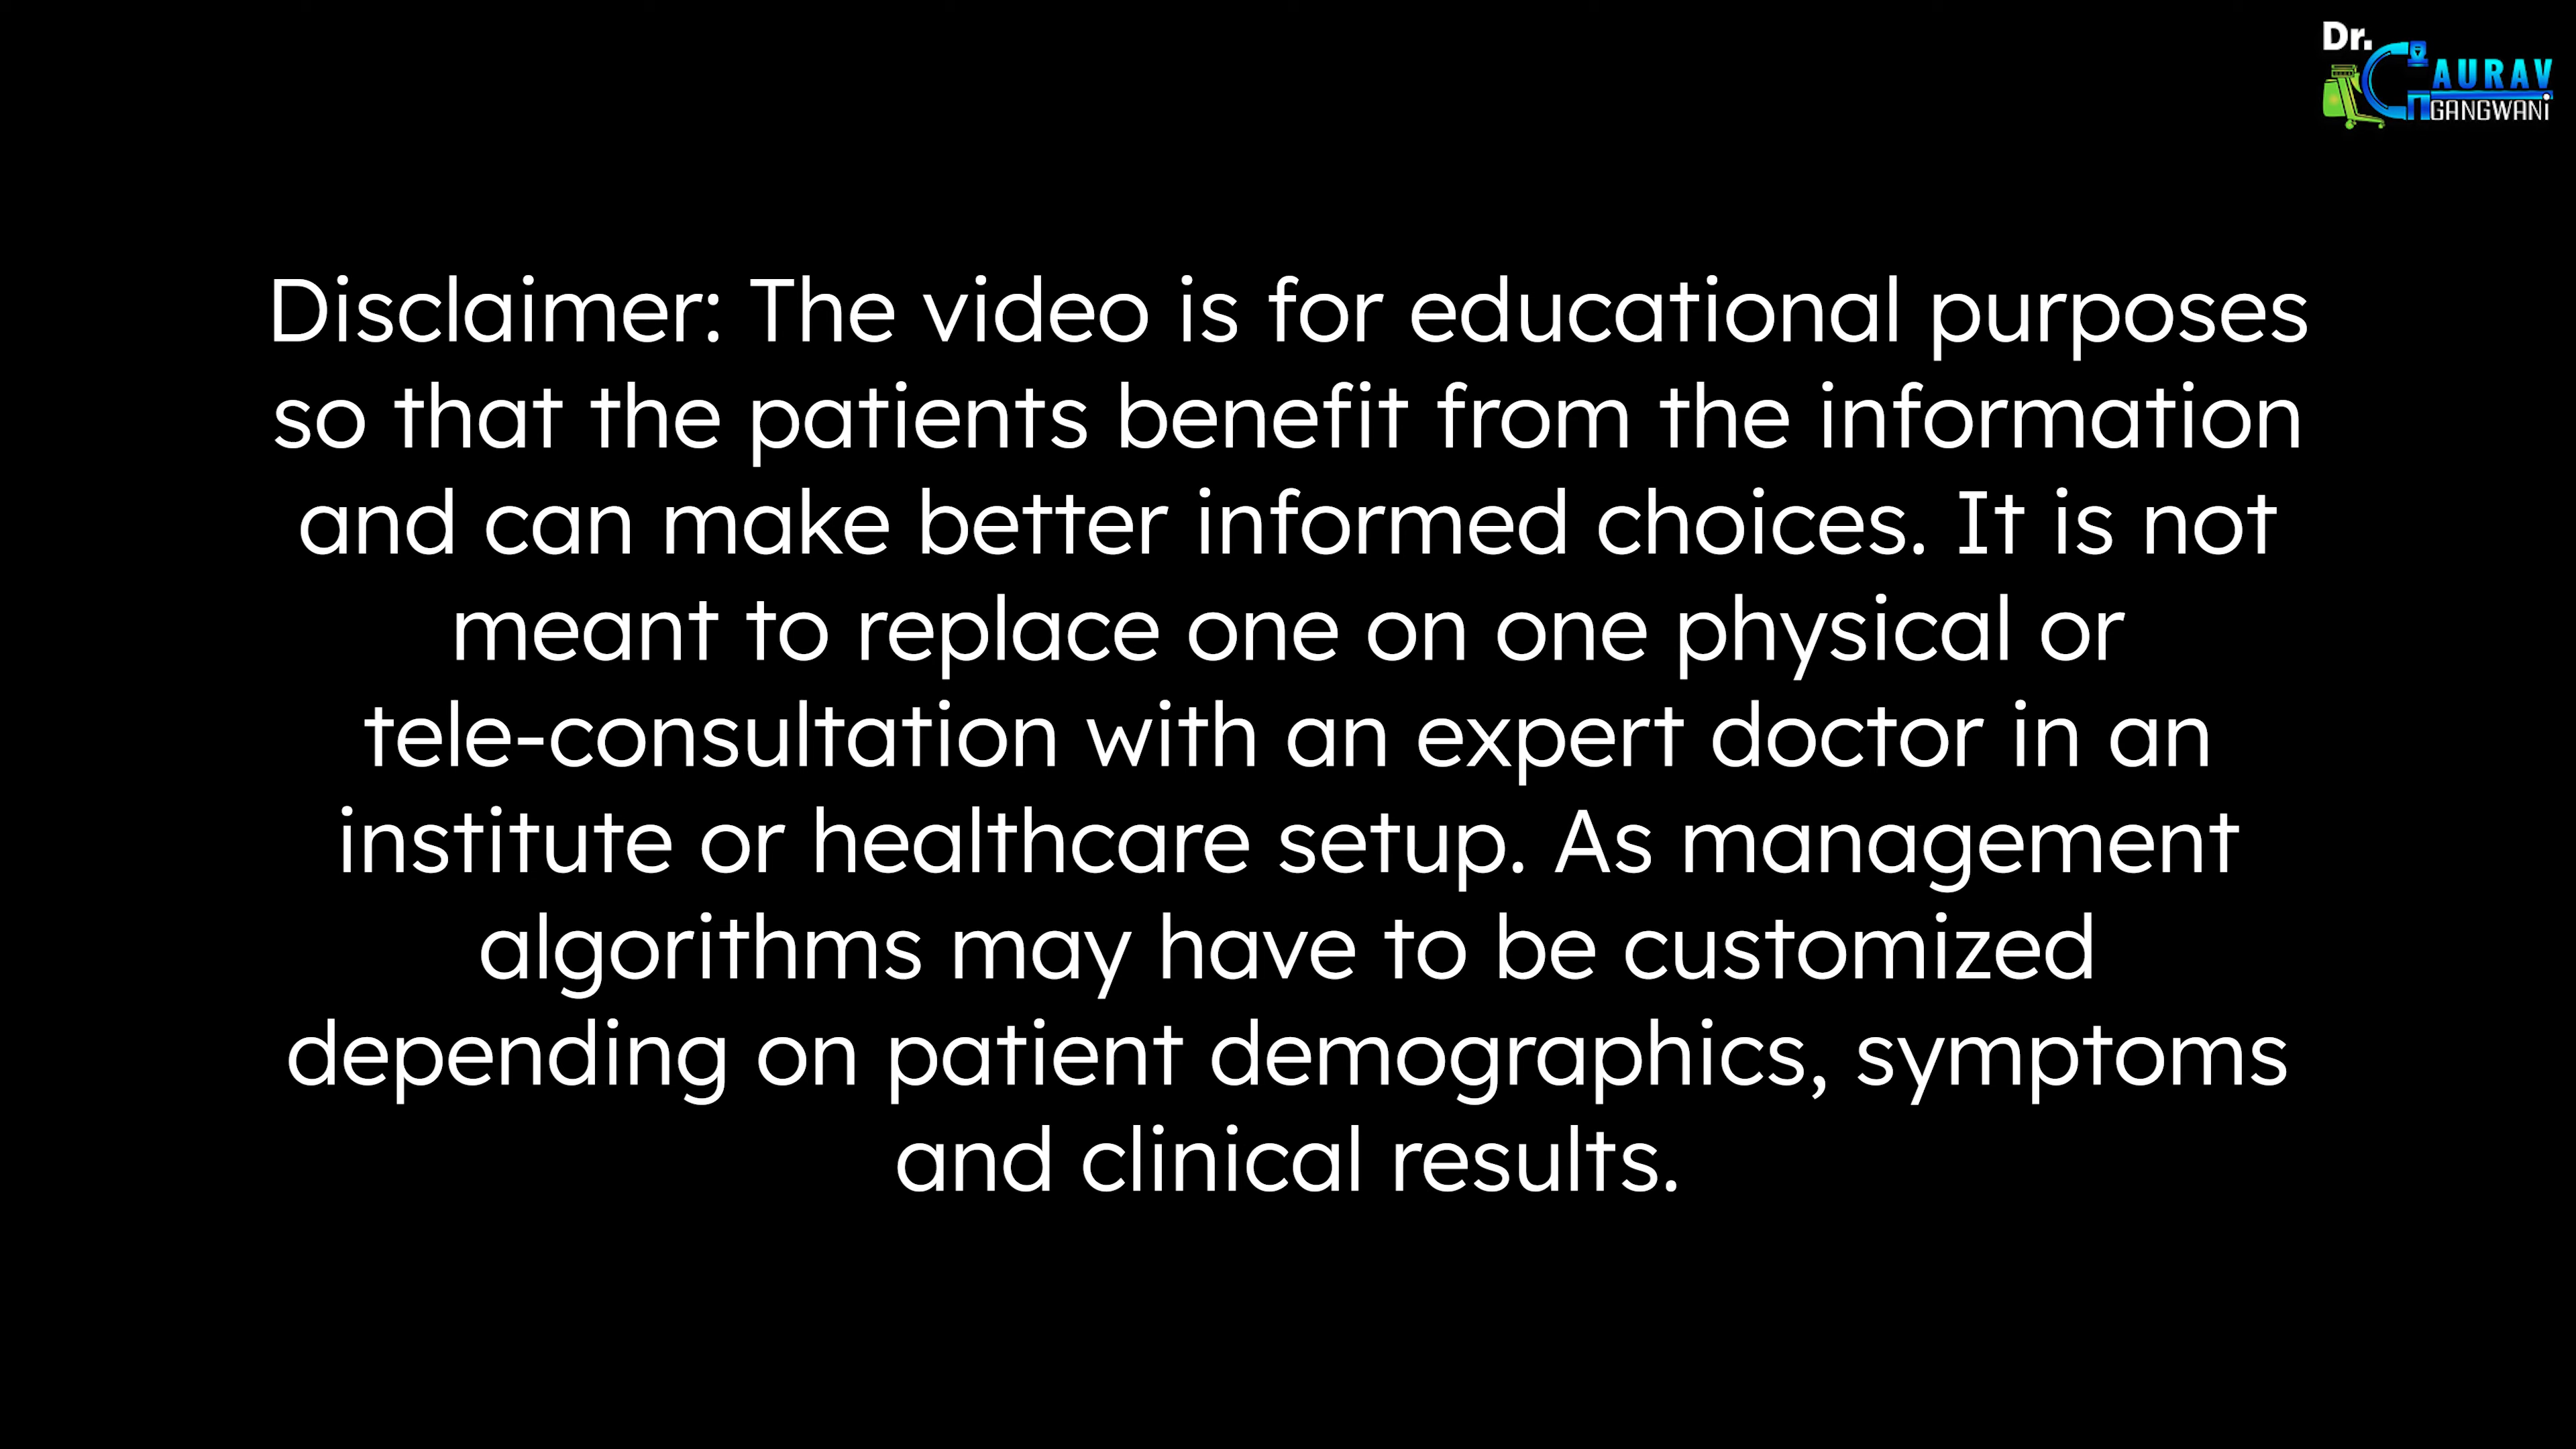 Dr.
GAURAV
GANGWANi
Disclaimer: The video is for educational purposes
so that the patients benefit from the information
and can make better informed choices. It is not
meant to replace one on one physical or
tele-consultation with an expert doctor in an
institute or healthcare setup. As management
algorithms may have to be customized
depending on patient demographics, symptoms
and clinical results.